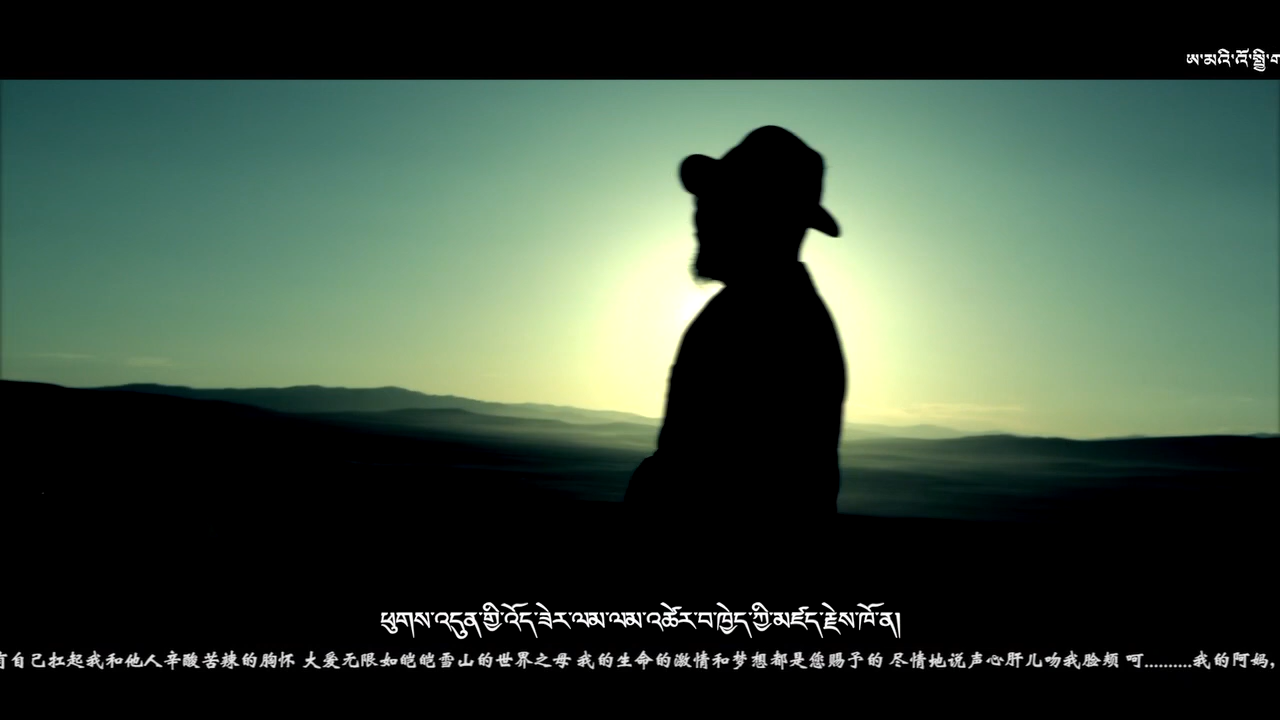 ཨ་མའི་འོ་སྤྱི་
ཕུགས་འདུན་གྱི་འོད་ཟེར་ལམ་ལམ་འཚེར་བ་ཁྱེད་ཀྱི་མཛད་རྗེས་ཁོ་ན།
有自己扛起我和他人辛酸苦辣的胸怀 大爱无限如皑皑雪山的世界之母 我的生命的激情和梦想都是您赐予的 尽情地说声心肝儿吻我脸颊 呵..........我的阿妈,